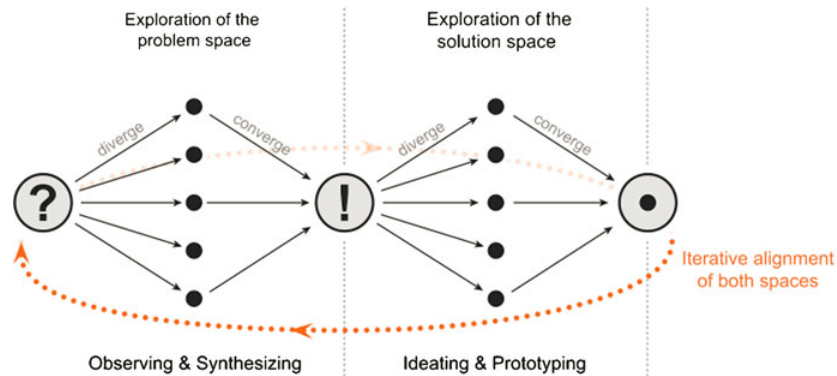 Exploration of the
problem space
Exploration of the
solution space
diverge
converge
diverge
converge
?
!
Iterative alignment
of both spaces
Observing & Synthesizing
Ideating & Prototyping